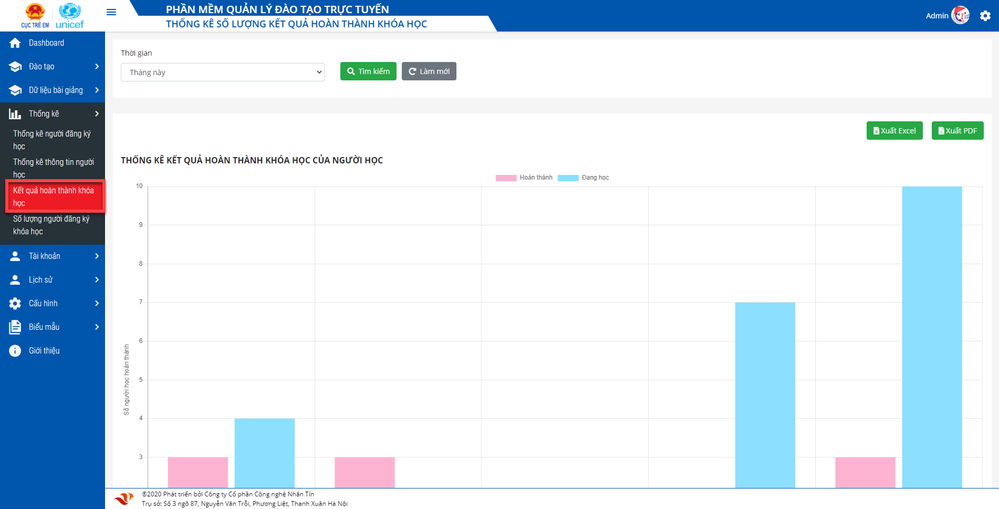 CỤC TRẺ EM
unicef
PHẦN MỀM QUẢN LÝ ĐÀO TẠO TRỰC TUYẾN
THỐNG KÊ SỐ LƯỢNG KẾT QUẢ HOÀN THÀNH KHÓA HỌC
Admin
111
Dashboard
Đào tạo
Dữ liệu bài giảng
Thống kê
Thống kê người đăng ký
học
Thống kê thông tin người
học
Kết quả hoàn thành khóa
học
Số lượng người đăng ký
khóa học
Tài khoản
Lịch sử
Cấu hình
Biểu mẫu
Giới thiệu
Thời gian
Tháng này
Tìm kiếm
Làm mới
Xuất Excel
Xuất PDF
THỐNG KÊ KẾT QUẢ HOÀN THÀNH KHÓA HỌC CỦA NGƯỜI HỌC
Hoàn thành
Đang học
10
9
8
7
6
5
4
3
Số người học hoàn thành
®2020 Phát triển bởi Công ty Cổ phần Công nghệ Nhân Tín
Trụ sở: Số 3 ngõ 87, Nguyễn Văn Trỗi, Phương Liệt, Thanh Xuân Hà Nội